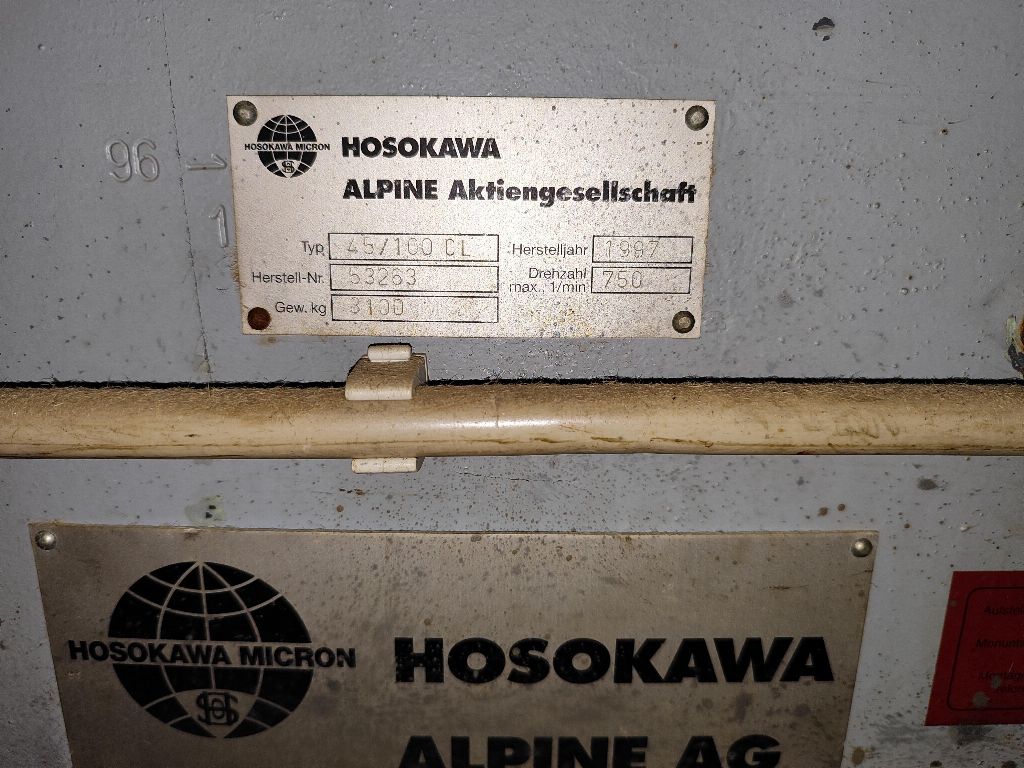 96
1
HOSOKAWA MICRON
HOSOKAWA
ALPINE Aktiengesellschaft
Typ 45/100 CL
Herstelljahr 1997
Herstell-Nr. 53263
Drehzahl
max. 1/min 750
Gew. kg 3100
HOSOKAWA MICRON
HOSOKAWA
ALPINE AG